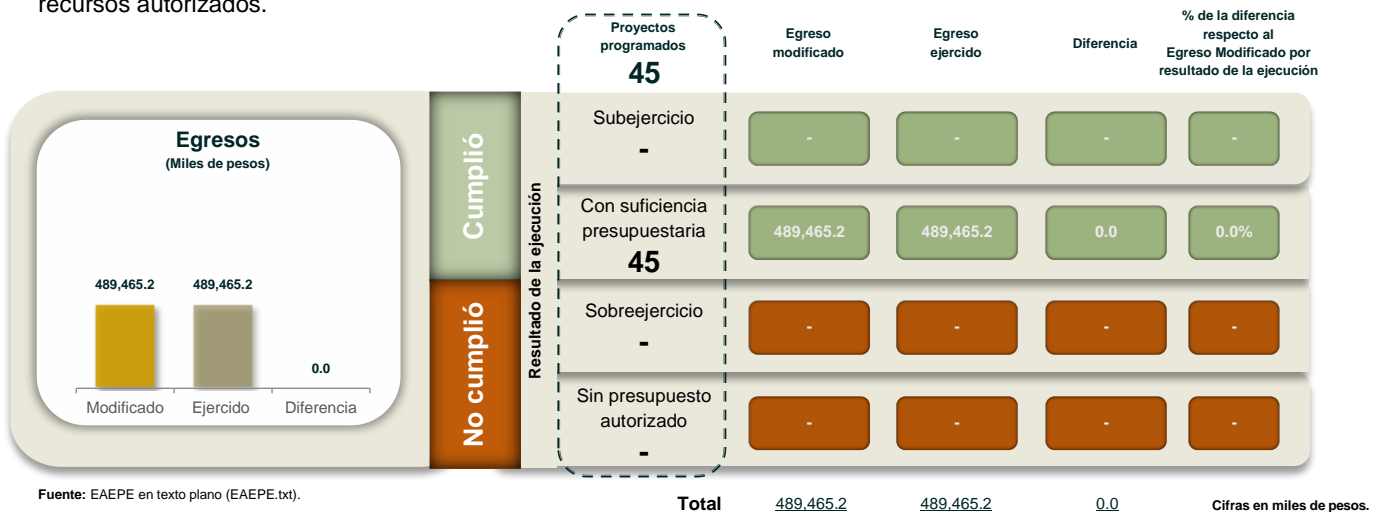 recursos autorizados.
Proyectos
programados
45
Egreso
modificado
Egreso
ejercido
Diferencia
% de la diferencia
respecto al
Egreso Modificado por
resultado de la ejecución
Egresos
(Miles de pesos)
489,465.2
489,465.2
0.0
Modificado
Ejercido
Diferencia
Cumplió
No cumplió
Resultado de la ejecución
Subejercicio
-
-
-
-
-
Con suficiencia
presupuestaria
45
489,465.2
489,465.2
0.0
0.0%
Sobreejercicio
-
-
-
-
-
Sin presupuesto
autorizado
-
-
-
-
-
Fuente: EAEPE en texto plano (EAEPE.txt).
Total
489,465.2
489,465.2
0.0
Cifras en miles de pesos.